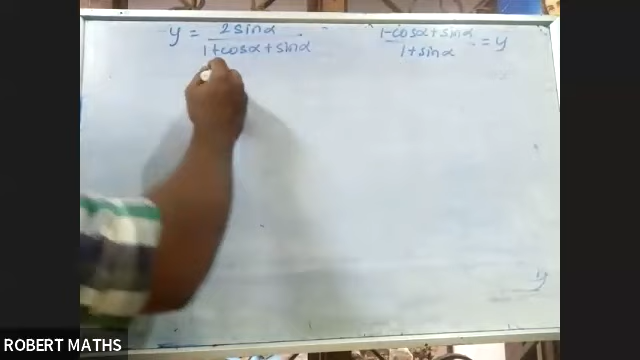 y = 2 sinα / 1+cosα+sinα
1-cosα+sinα / 1+sinα = y
ROBERT MATHS